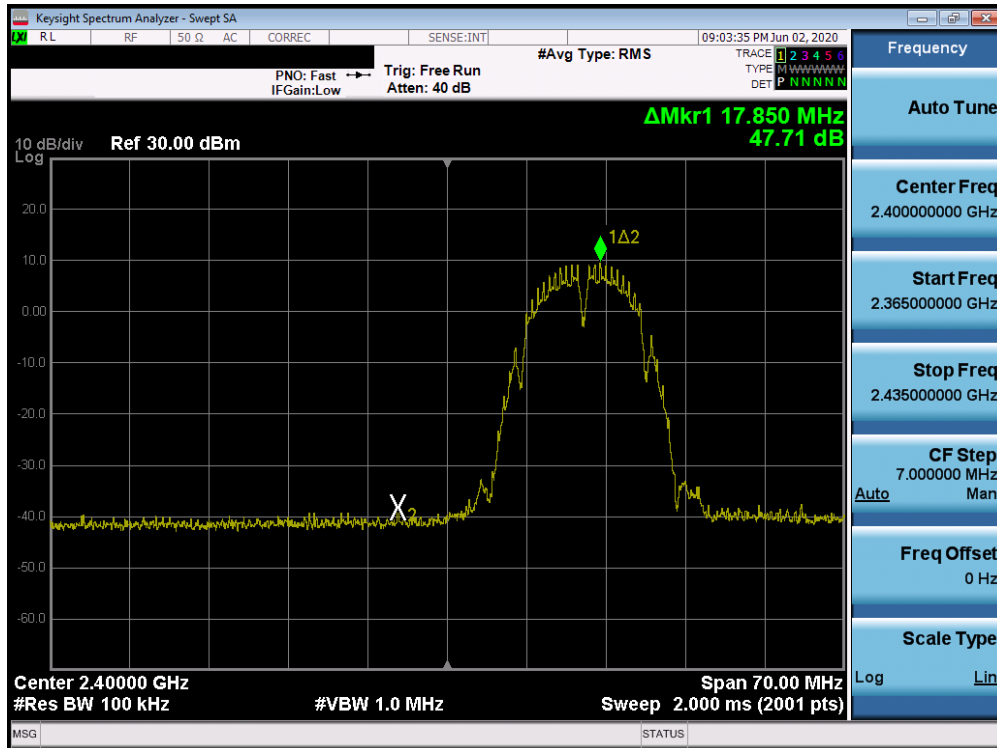 Keysight Spectrum Analyzer - Swept SA
LXI RL RF 50 Ω AC CORREC SENSE:INT 09:03:35 PM Jun 02, 2020
#Avg Type: RMS
TRACE 1 2 3 4 5 6
TYPE M W W W W W
DET P N N N N N
PNO: Fast
IFGain:Low
Trig: Free Run
Atten: 40 dB
ΔMkr1 17.850 MHz
47.71 dB
10 dB/div
Log
Ref 30.00 dBm
20.0
10.0
0.00
-10.0
-20.0
-30.0
-40.0
-50.0
-60.0
1Δ2
X2
Center 2.40000 GHz
Span 70.00 MHz
#Res BW 100 kHz
#VBW 1.0 MHz
Sweep 2.000 ms (2001 pts)
MSG
STATUS
Frequency
Auto Tune
Center Freq
2.400000000 GHz
Start Freq
2.365000000 GHz
Stop Freq
2.435000000 GHz
CF Step
7.000000 MHz
Auto Man
Freq Offset
0 Hz
Scale Type
Log Lin